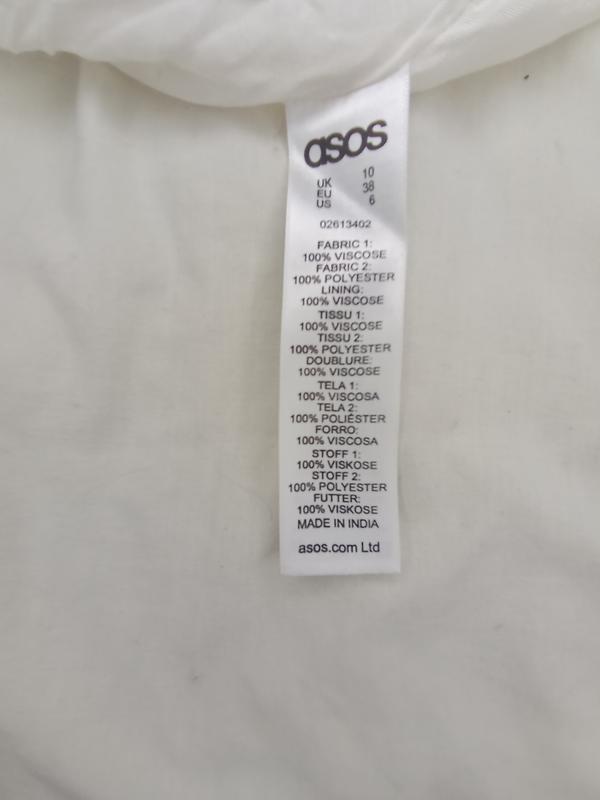 asos
UK 10
EU 38
US 6
02613402
FABRIC 1:
100% VISCOSE
FABRIC 2:
100% POLYESTER
LINING:
100% VISCOSE
TISSU 1:
100% VISCOSE
TISSU 2:
100% POLYESTER
DOUBLURE:
100% VISCOSE
TELA 1:
100% VISCOSA
TELA 2:
100% POLIÉSTER
FORRO:
100% VISCOSA
STOFF 1:
100% VISKOSE
STOFF 2:
100% POLYESTER
FUTTER:
100% VISKOSE
MADE IN INDIA
asos.com Ltd